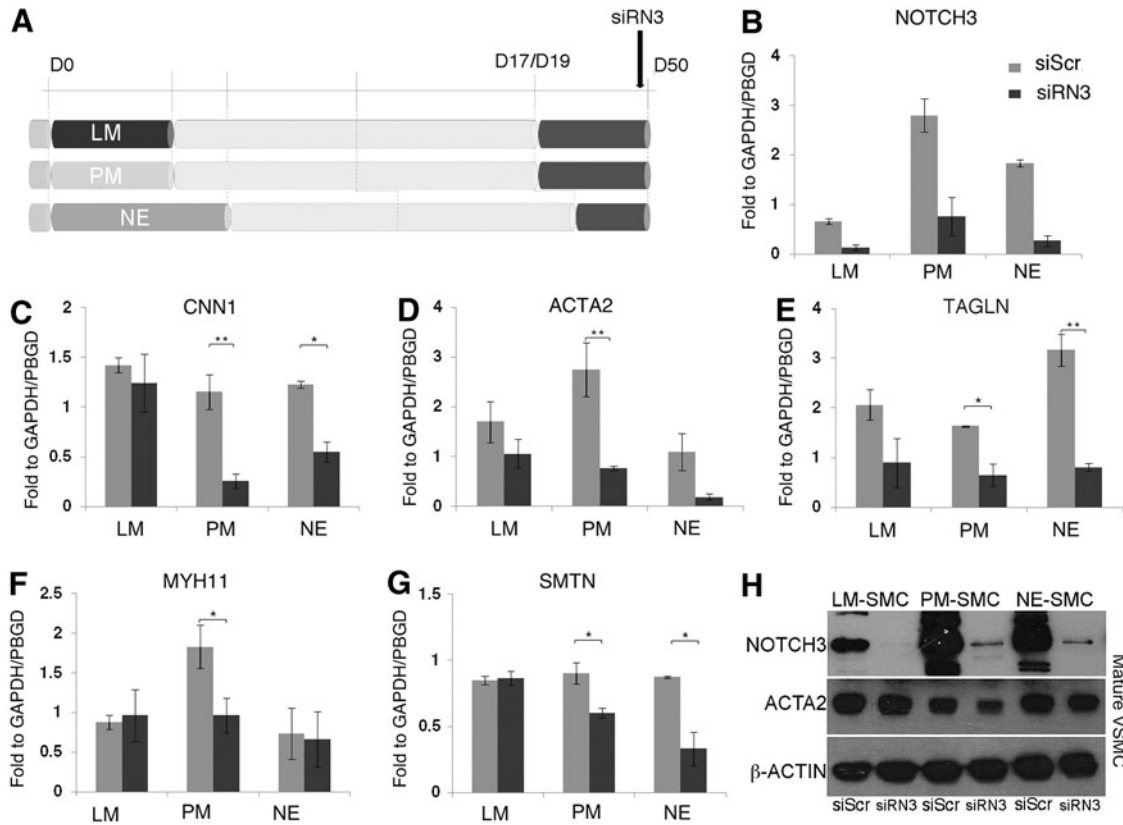 A
siRN3
D0
D17/D19
D50
LM
PM
NE
B
NOTCH3
Fold to GAPDH/PBGD
4
3
2
1
0
siScr
siRN3
LM PM NE
C
CNN1
Fold to GAPDH/PBGD
2
1.5
1
0.5
0
** *
LM PM NE
D
ACTA2
Fold to GAPDH/PBGD
4
3
2
1
0
**
LM PM NE
E
TAGLN
Fold to GAPDH/PBGD
4
3
2
1
0
* **
LM PM NE
F
MYH11
Fold to GAPDH/PBGD
2.5
2
1.5
1
0.5
0
*
LM PM NE
G
SMTN
Fold to GAPDH/PBGD
1.5
1
0.5
0
* *
LM PM NE
H
LM-SMC PM-SMC NE-SMC
NOTCH3
ACTA2
β-ACTIN
Mature VSMC
siScr siRN3 siScr siRN3 siScr siRN3